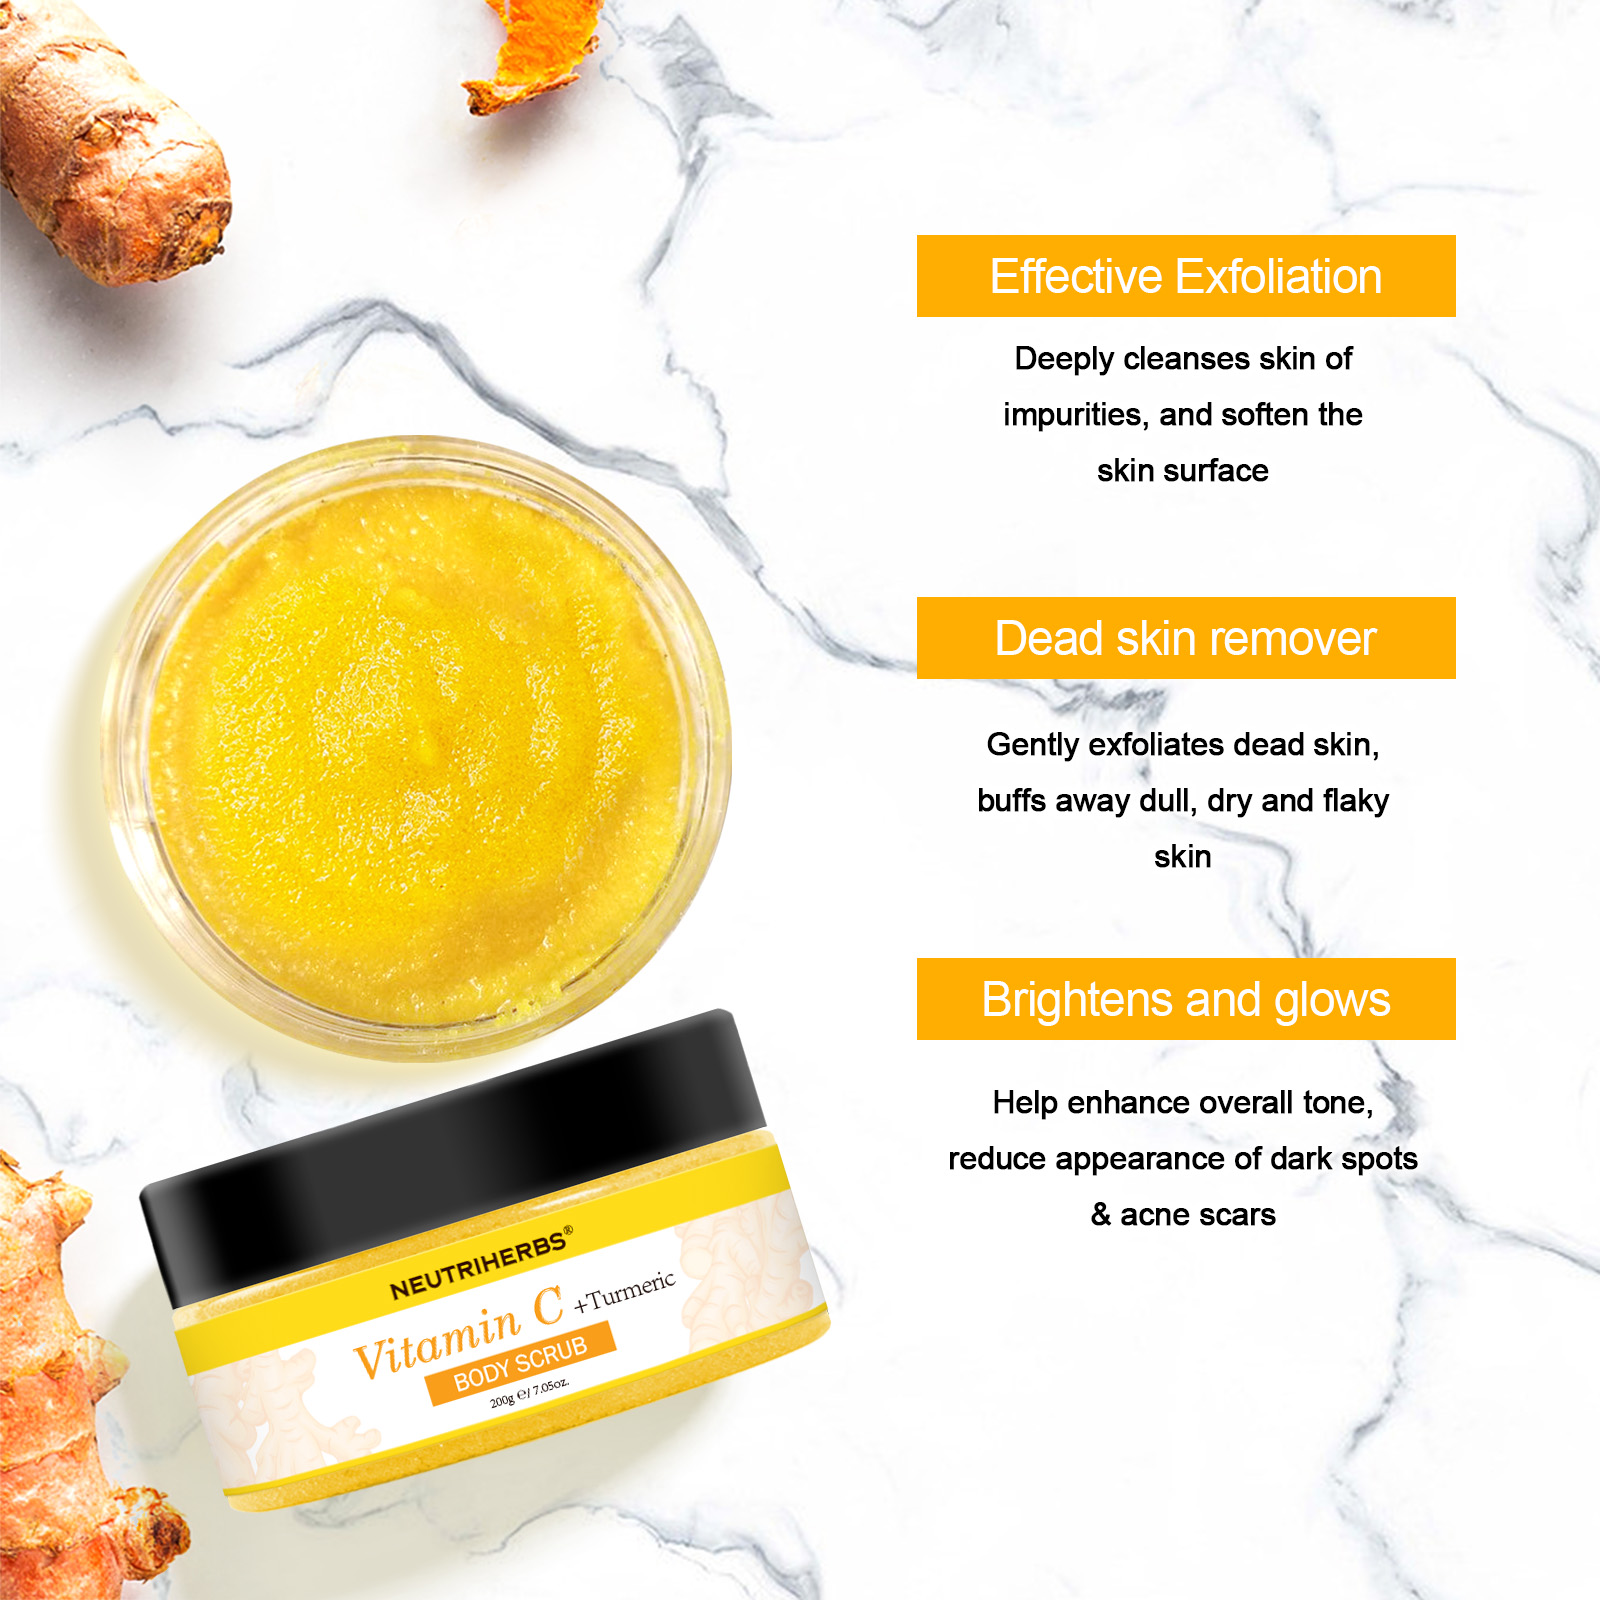 Effective Exfoliation
Deeply cleanses skin of
impurities, and soften the
skin surface
Dead skin remover
Gently exfoliates dead skin,
buffs away dull, dry and flaky
skin
Brightens and glows
Help enhance overall tone,
reduce appearance of dark spots
& acne scars
NEUTRIHERBS®
Vitamin C +Turmeric
BODY SCRUB
200g ℮/ 7.05oz.